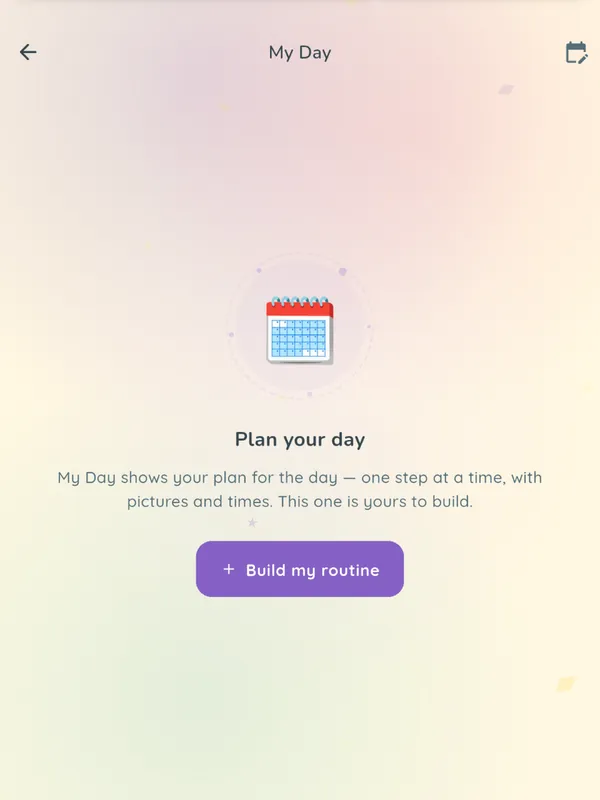 My Day
Plan your day
My Day shows your plan for the day — one step at a time, with
pictures and times. This one is yours to build.
+ Build my routine